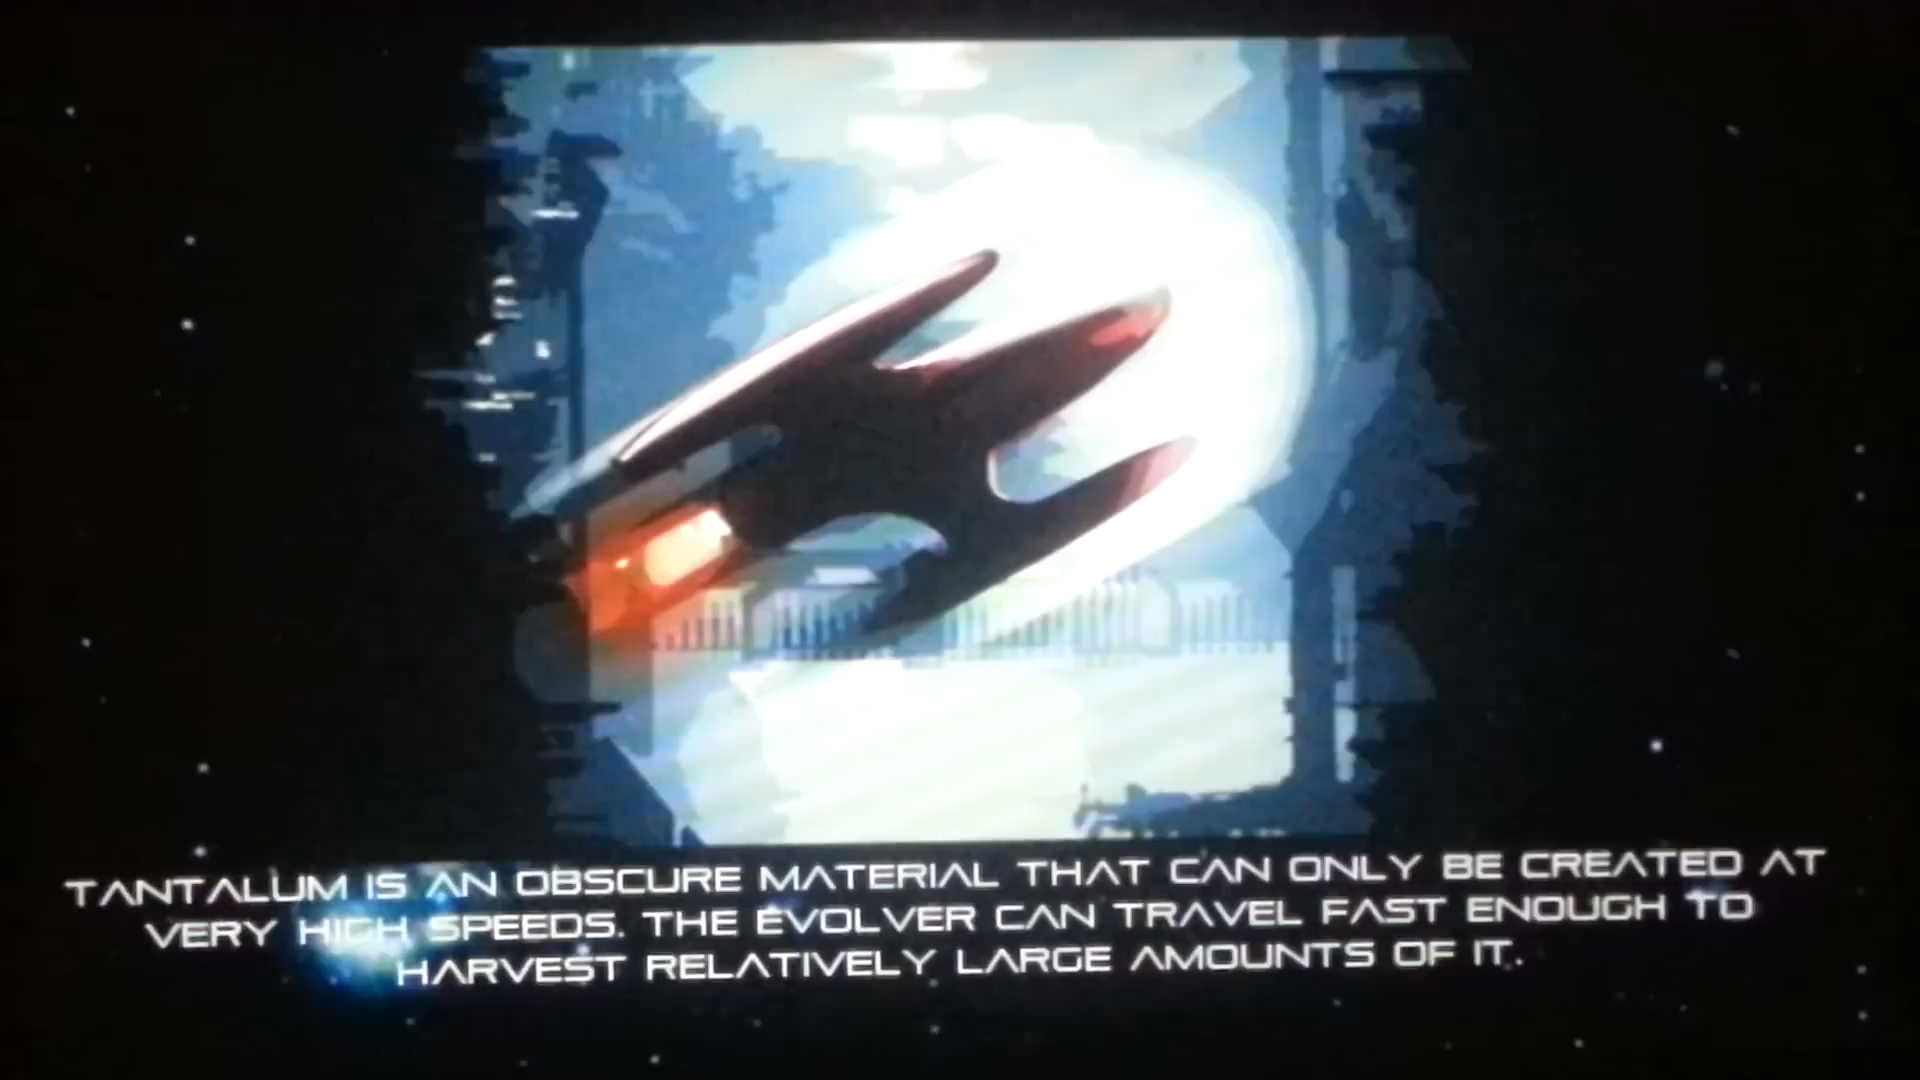 TANTALUM IS AN OBSCURE MATERIAL THAT CAN ONLY BE CREATED AT
VERY HIGH SPEEDS. THE EVOLVER CAN TRAVEL FAST ENOUGH TO
HARVEST RELATIVELY LARGE AMOUNTS OF IT.